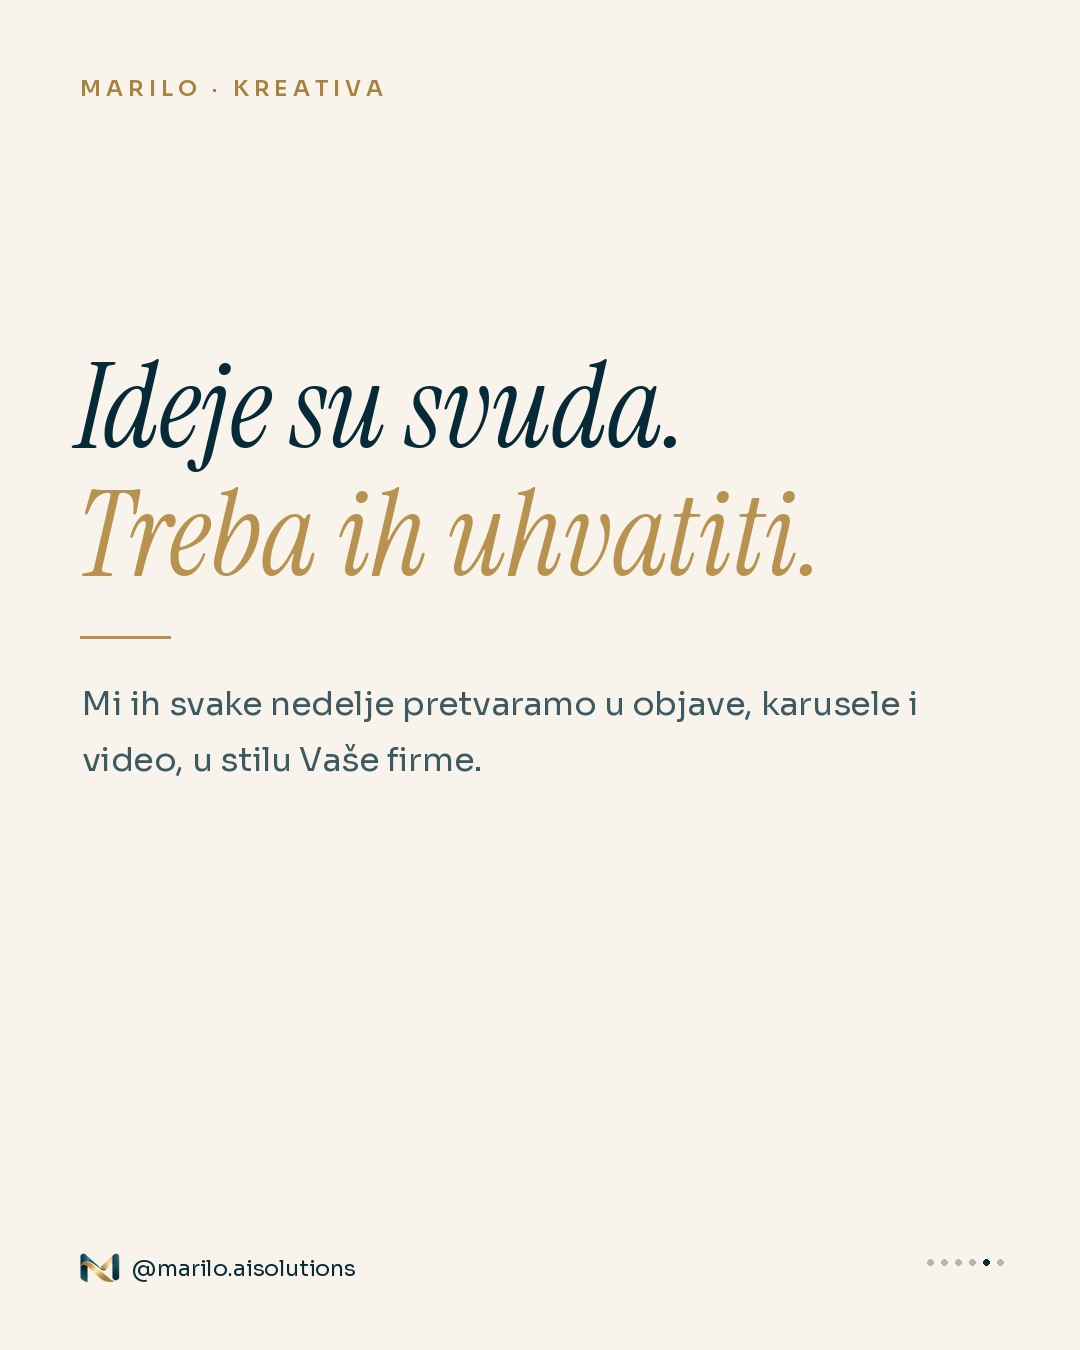 MARILO · KREATIVA
Ideje su svuda.
Treba ih uhvatiti.
Mi ih svake nedelje pretvaramo u objave, karusele i
video, u stilu Vaše firme.
@marilo.aisolutions